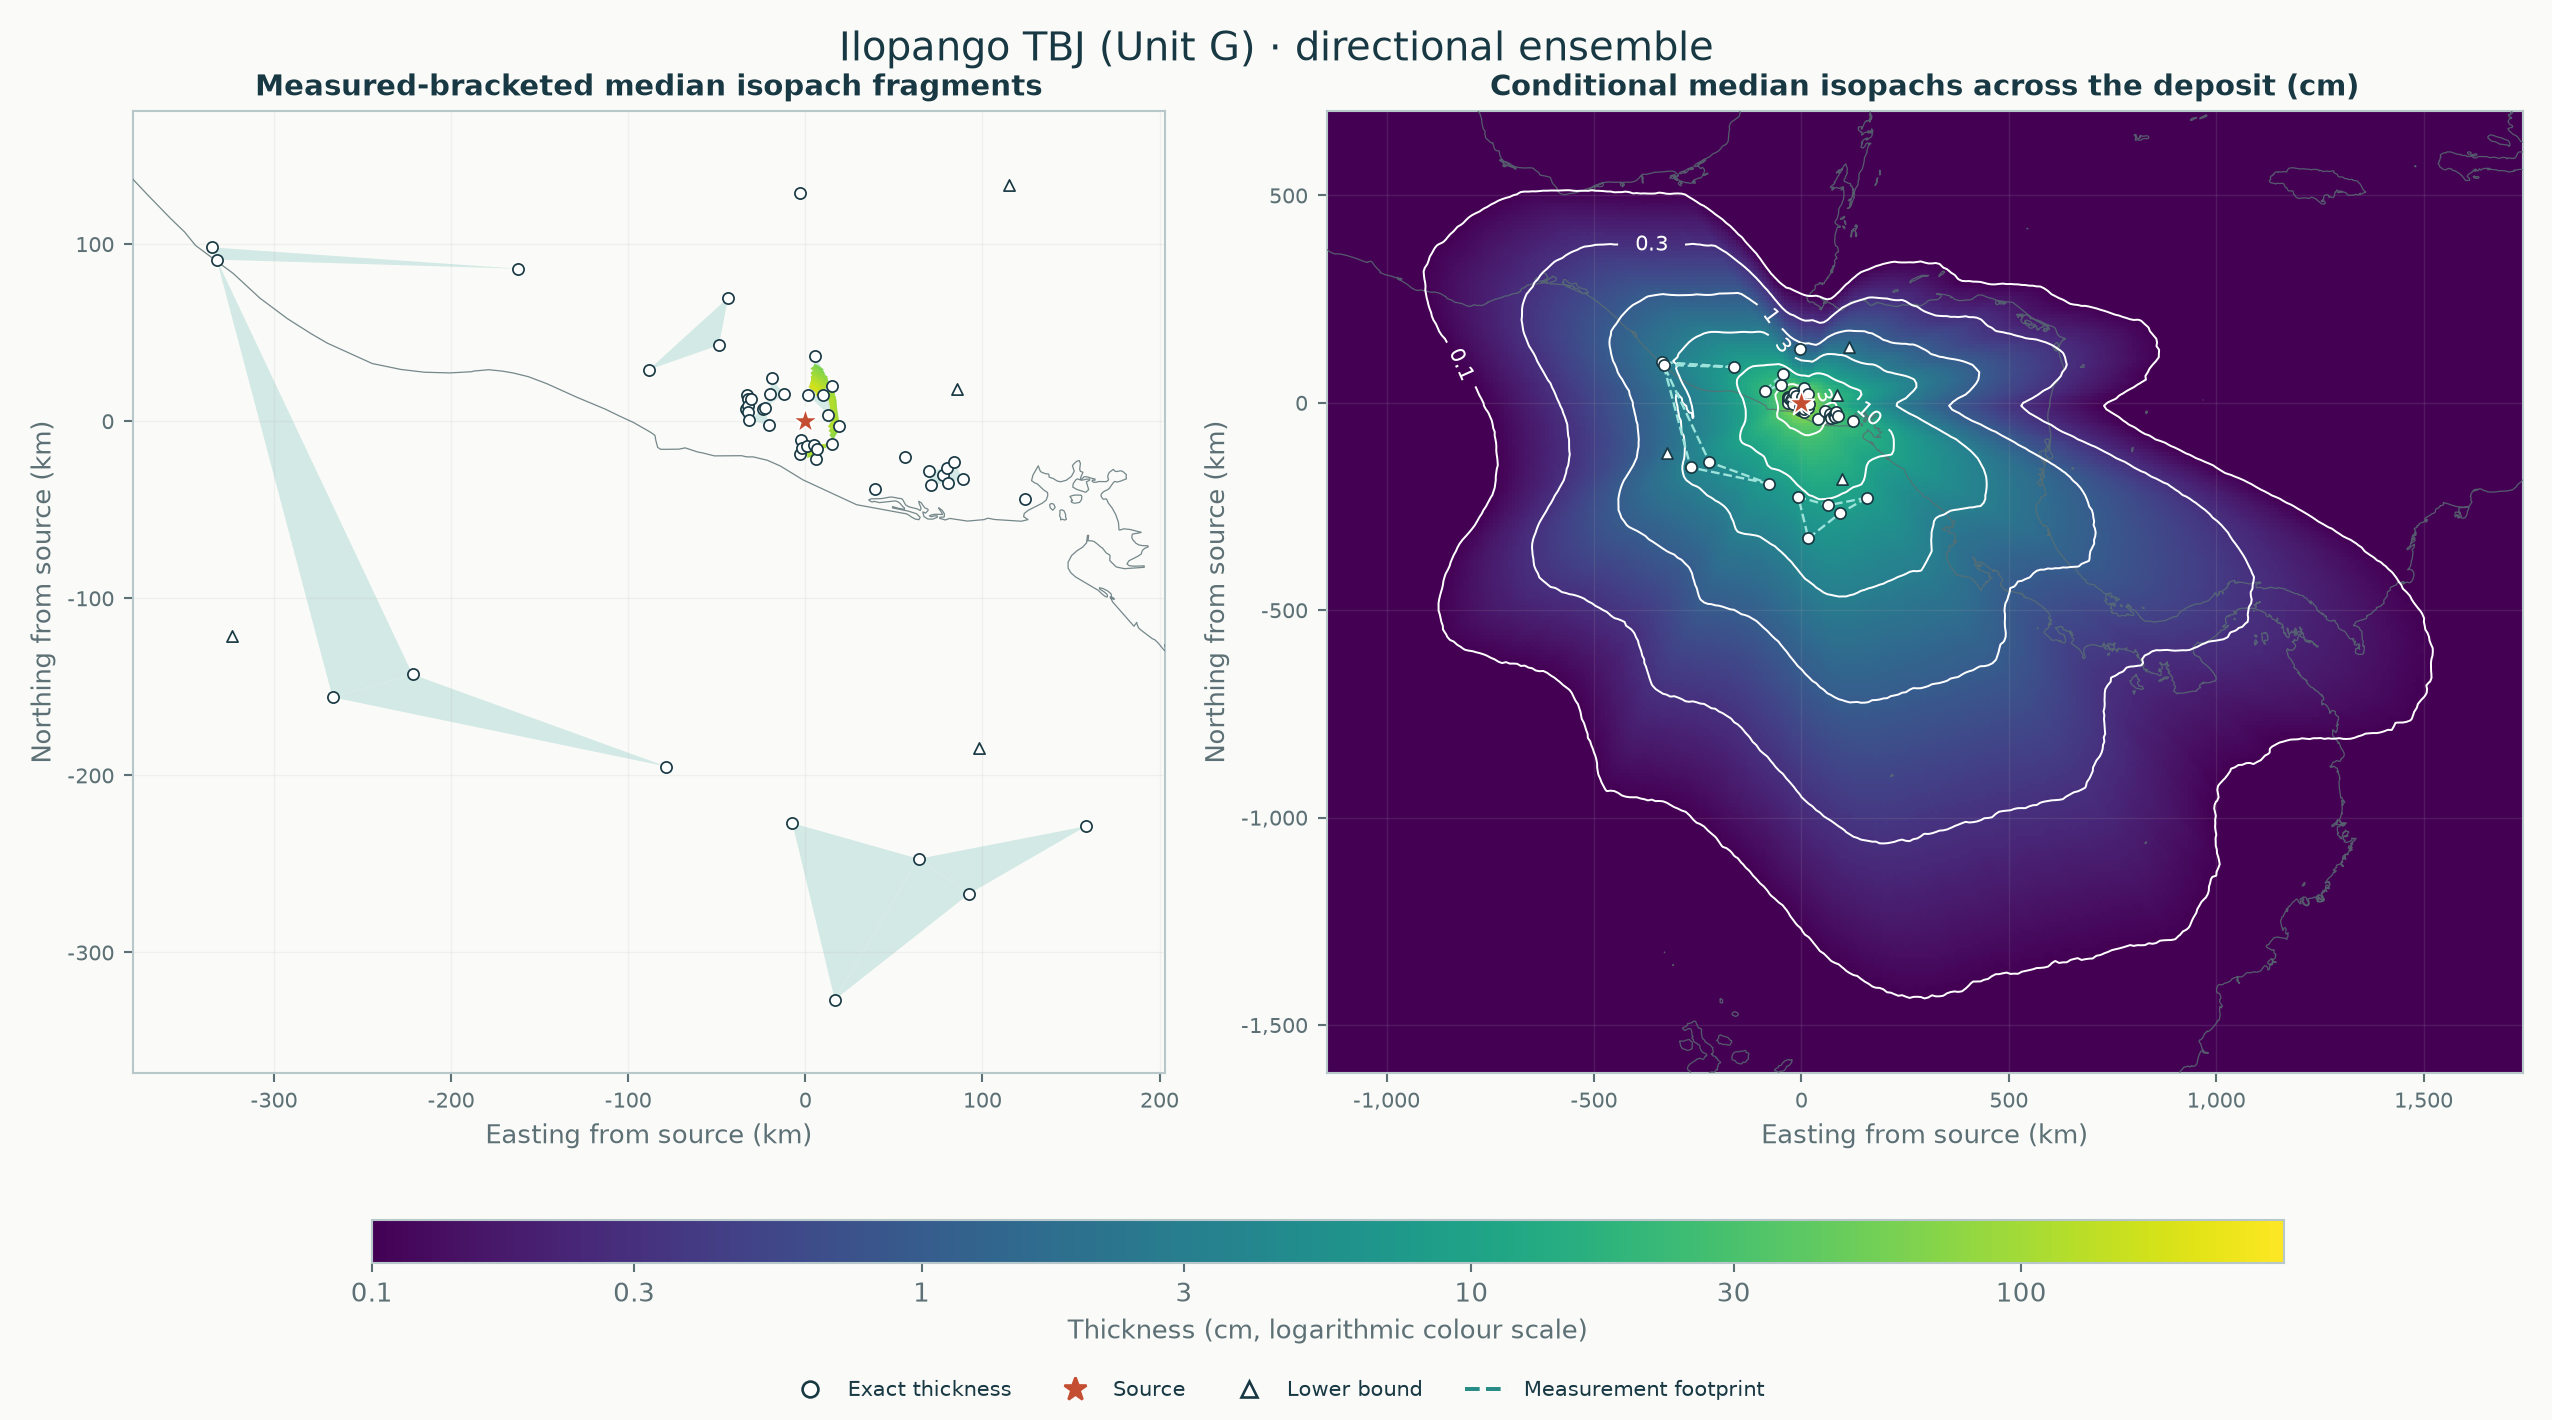 Ilopango TBJ (Unit G) · directional ensemble
Measured-bracketed median isopach fragments
Conditional median isopachs across the deposit (cm)
100
0
-100
-200
-300
Northing from source (km)
-300
-200
-100
0
100
200
Easting from source (km)
500
0
-500
-1,000
-1,500
Northing from source (km)
0.3
1
3
0.1
3
10
-1,000
-500
0
500
1,000
1,500
Easting from source (km)
0.1
0.3
1
3
10
30
100
Thickness (cm, logarithmic colour scale)
Exact thickness
Source
Lower bound
Measurement footprint